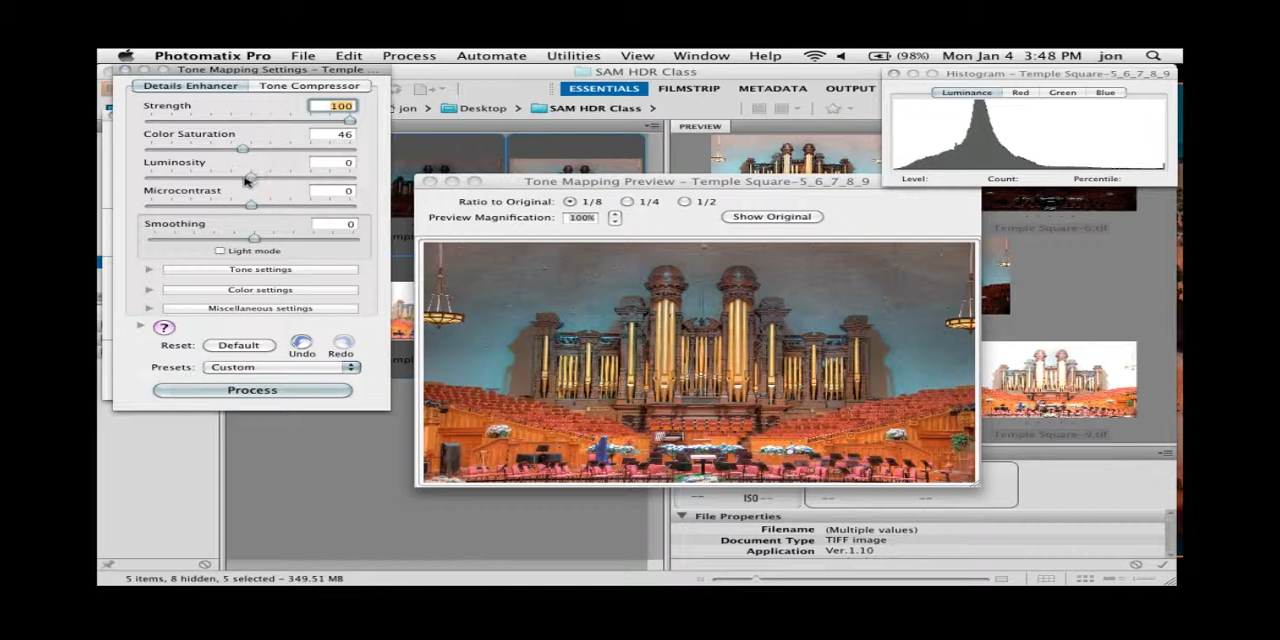 Photomatix Pro File Edit Process Automate Utilities View Window Help (98%) Mon Jan 4 3:48 PM jon
Tone Mapping Settings - Temple ...
SAM HDR Class
Histogram - Temple Square-5_6_7_8_9
Details Enhancer Tone Compressor
ESSENTIALS FILMSTRIP METADATA OUTPUT
Luminance Red Green Blue
Strength 100
jon > Desktop > SAM HDR Class >
Color Saturation 46
PREVIEW
Luminosity 0
Level: Count: Percentile:
Microcontrast 0
Tone Mapping Preview - Temple Square-5_6_7_8_9
Ratio to Original: 1/8 1/4 1/2
Preview Magnification: 100% Show Original
Smoothing 0
Temple Square-6.tif
Light mode
Tone settings
Color settings
Miscellaneous settings
?
Reset: Default Undo Redo
Presets: Custom
Process
Temple Square-9.tif
-- ISO -- -- --
File Properties
Filename (Multiple values)
Document Type TIFF image
Application Ver.1.10
5 items, 8 hidden, 5 selected - 349.51 MB